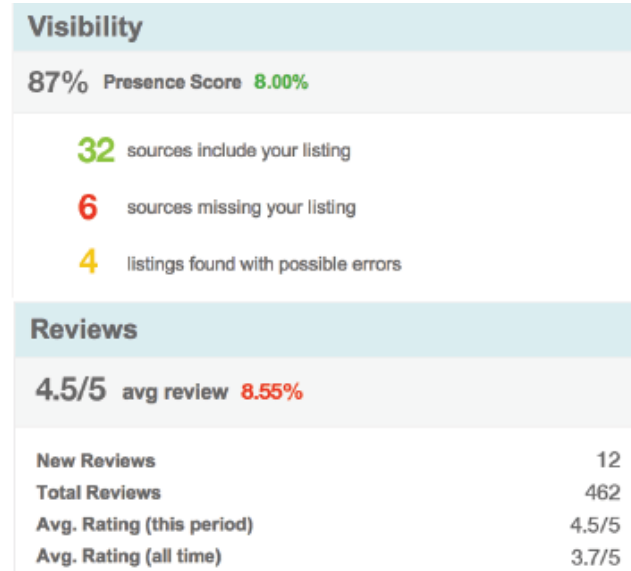 Visibility
87% Presence Score 8.00%
32 sources include your listing
6 sources missing your listing
4 listings found with possible errors
Reviews
4.5/5 avg review 8.55%
New Reviews 12
Total Reviews 462
Avg. Rating (this period) 4.5/5
Avg. Rating (all time) 3.7/5